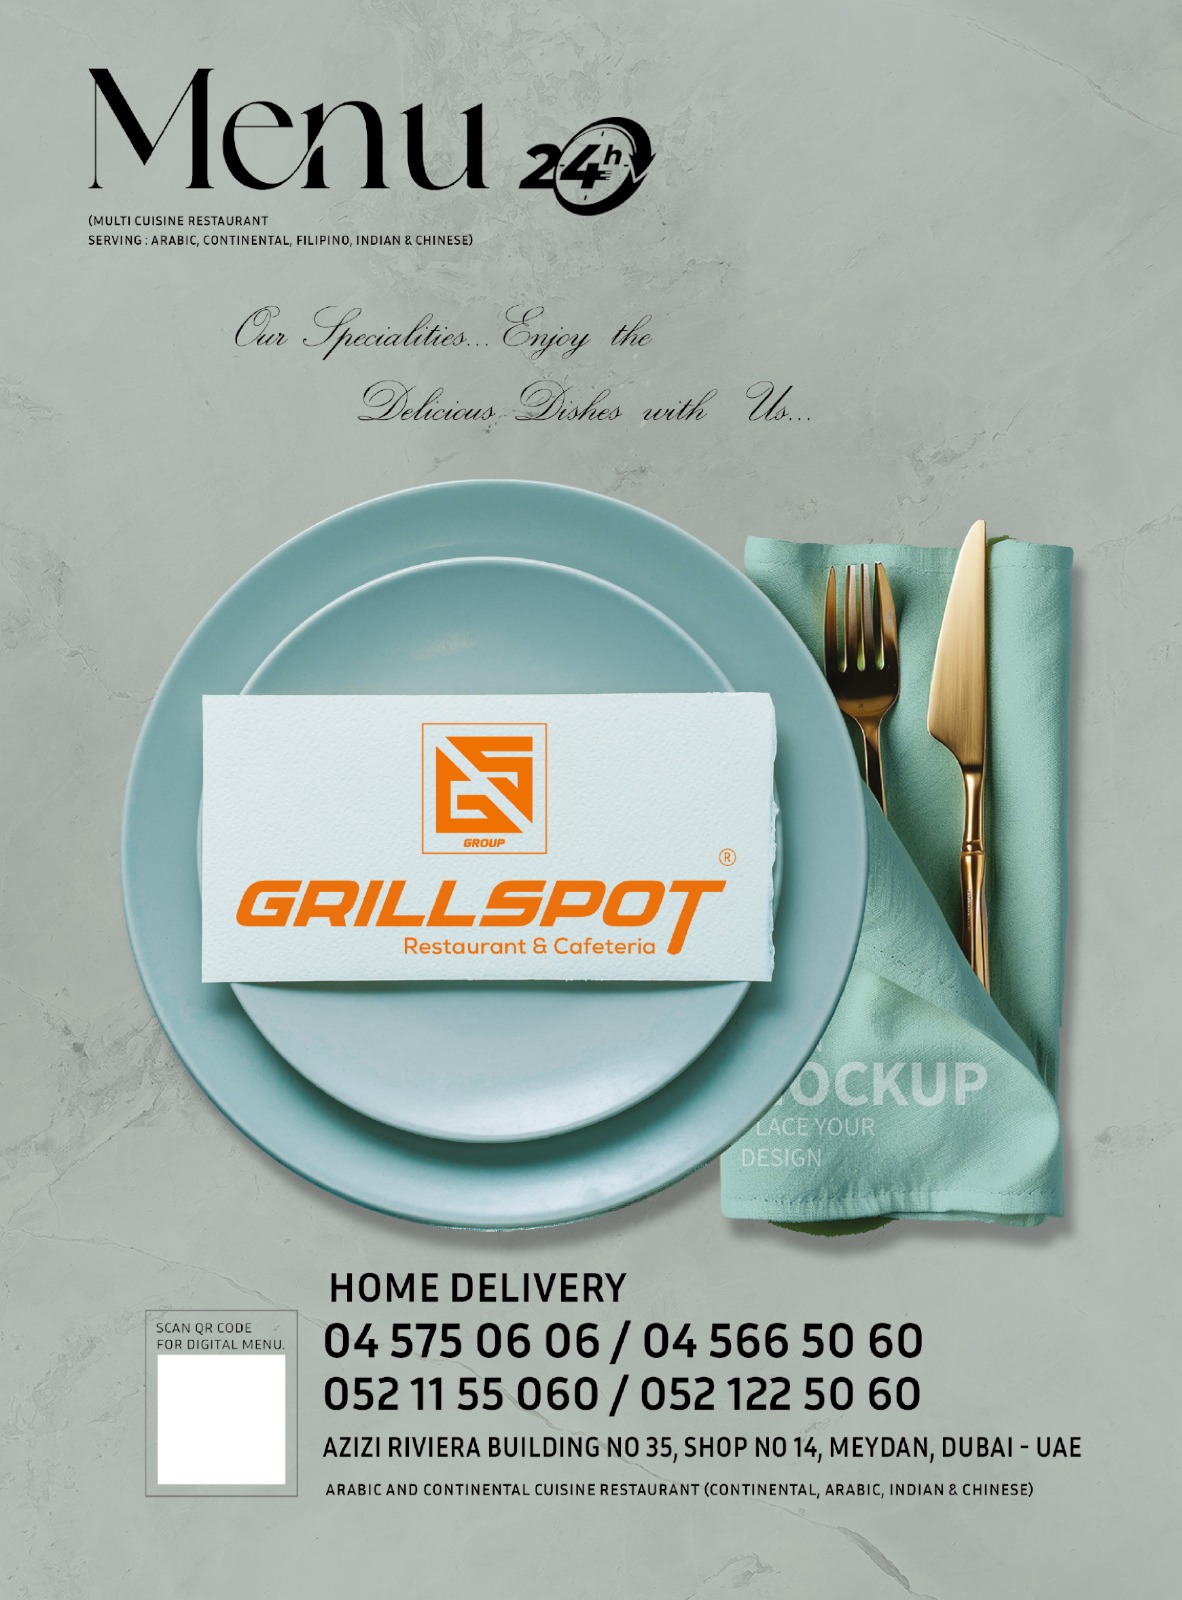 Menu 24h
(MULTI CUISINE RESTAURANT
SERVING : ARABIC, CONTINENTAL, FILIPINO, INDIAN & CHINESE)
Our Specialities... Enjoy the
Delicious Dishes with Us...
GS
GROUP
GRILLSPOT®
Restaurant & Cafeteria
OCKUP
LACE YOUR
DESIGN
HOME DELIVERY
SCAN QR CODE
FOR DIGITAL MENU.
04 575 06 06 / 04 566 50 60
052 11 55 060 / 052 122 50 60
AZIZI RIVIERA BUILDING NO 35, SHOP NO 14, MEYDAN, DUBAI - UAE
ARABIC AND CONTINENTAL CUISINE RESTAURANT (CONTINENTAL, ARABIC, INDIAN & CHINESE)